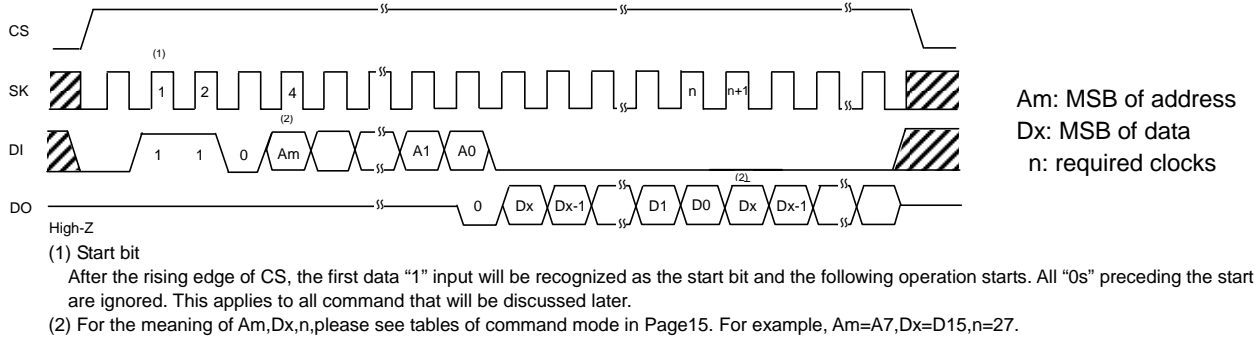 CS
(1)
SK
1 2 4 n n+1
Am: MSB of address
(2)
Dx: MSB of data
DI
1 1 0 Am A1 A0
n: required clocks
(2)
DO
0 Dx Dx-1 D1 D0 Dx Dx-1
High-Z
(1) Start bit
After the rising edge of CS, the first data “1” input will be recognized as the start bit and the following operation starts. All “0s” preceding the start
are ignored. This applies to all command that will be discussed later.
(2) For the meaning of Am,Dx,n,please see tables of command mode in Page15. For example, Am=A7,Dx=D15,n=27.